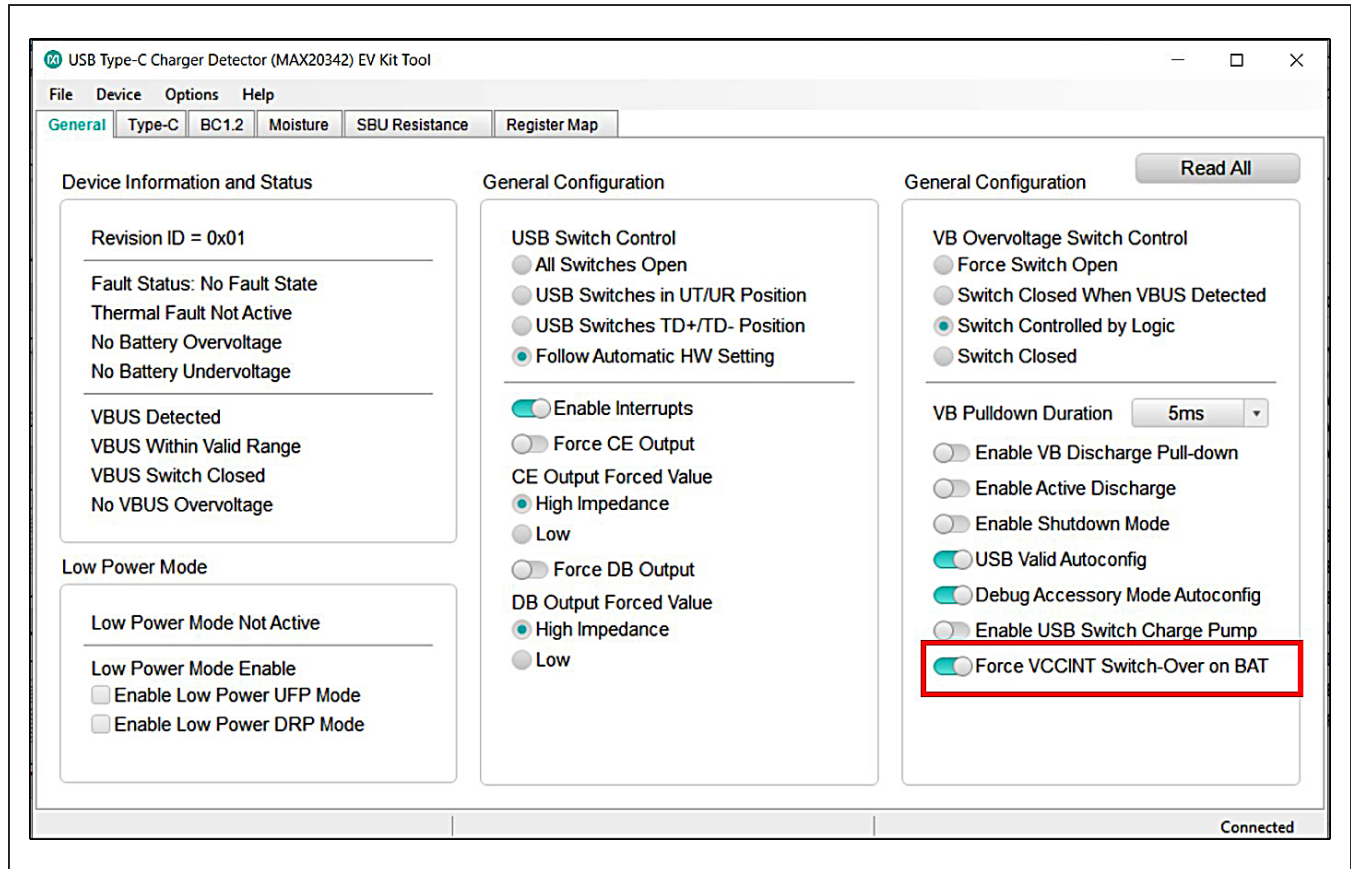 USB Type-C Charger Detector (MAX20342) EV Kit Tool
File Device Options Help
General Type-C BC1.2 Moisture SBU Resistance Register Map
Read All
Device Information and Status
Revision ID = 0x01
Fault Status: No Fault State
Thermal Fault Not Active
No Battery Overvoltage
No Battery Undervoltage
VBUS Detected
VBUS Within Valid Range
VBUS Switch Closed
No VBUS Overvoltage
Low Power Mode
Low Power Mode Not Active
Low Power Mode Enable
Enable Low Power UFP Mode
Enable Low Power DRP Mode
General Configuration
USB Switch Control
All Switches Open
USB Switches in UT/UR Position
USB Switches TD+/TD- Position
Follow Automatic HW Setting
Enable Interrupts
Force CE Output
CE Output Forced Value
High Impedance
Low
Force DB Output
DB Output Forced Value
High Impedance
Low
General Configuration
VB Overvoltage Switch Control
Force Switch Open
Switch Closed When VBUS Detected
Switch Controlled by Logic
Switch Closed
VB Pulldown Duration 5ms
Enable VB Discharge Pull-down
Enable Active Discharge
Enable Shutdown Mode
USB Valid Autoconfig
Debug Accessory Mode Autoconfig
Enable USB Switch Charge Pump
Force VCCINT Switch-Over on BAT
Connected